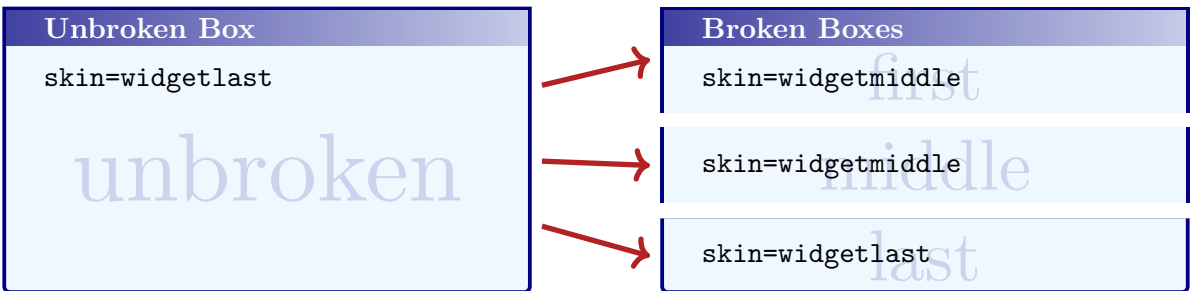 Unbroken Box
skin=widgetlast
unbroken
Broken Boxes
skin=widgetmiddle
first
skin=widgetmiddle
middle
skin=widgetlast
last